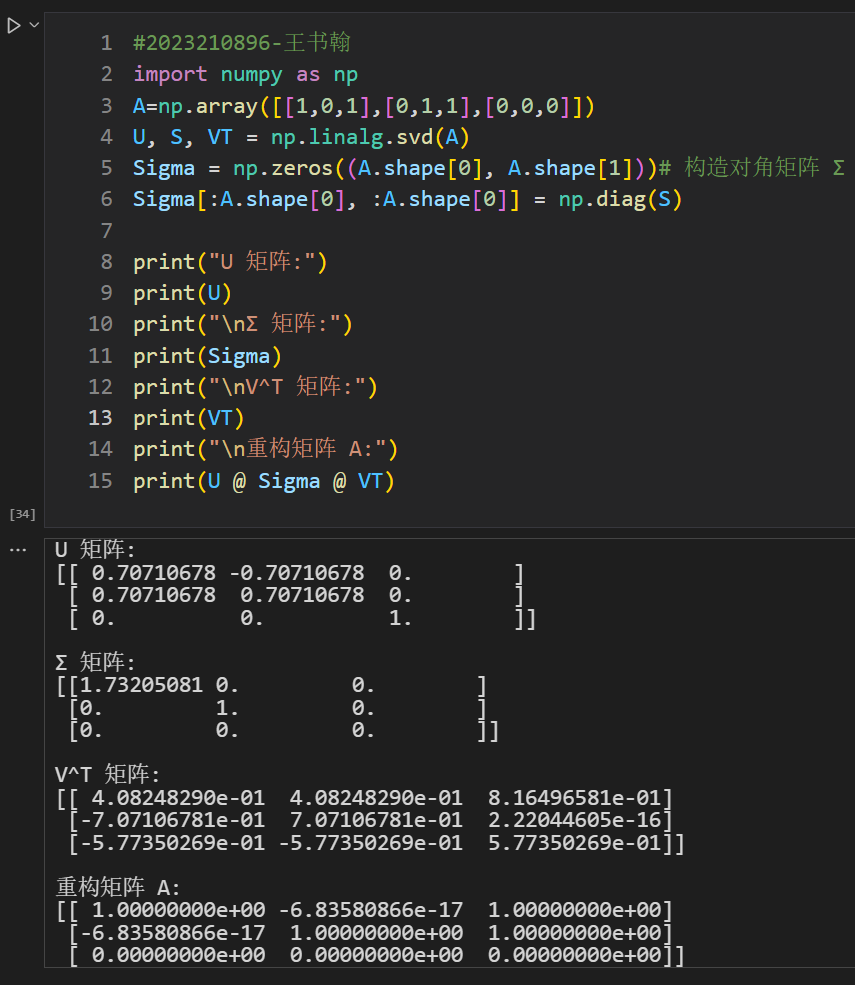 1 #2023210896-王书翰
2 import numpy as np
3 A=np.array([[1,0,1],[0,1,1],[0,0,0]])
4 U, S, VT = np.linalg.svd(A)
5 Sigma = np.zeros((A.shape[0], A.shape[1]))# 构造对角矩阵 Σ
6 Sigma[:A.shape[0], :A.shape[0]] = np.diag(S)
7
8 print("U 矩阵:")
9 print(U)
10 print("\nΣ 矩阵:")
11 print(Sigma)
12 print("\nV^T 矩阵:")
13 print(VT)
14 print("\n重构矩阵 A:")
15 print(U @ Sigma @ VT)
[34]
... U 矩阵:
[[ 0.70710678 -0.70710678  0.        ]
 [ 0.70710678  0.70710678  0.        ]
 [ 0.          0.          1.        ]]

Σ 矩阵:
[[1.73205081 0.         0.        ]
 [0.         1.         0.        ]
 [0.         0.         0.        ]]

V^T 矩阵:
[[ 4.08248290e-01  4.08248290e-01  8.16496581e-01]
 [-7.07106781e-01  7.07106781e-01  2.22044605e-16]
 [-5.77350269e-01 -5.77350269e-01  5.77350269e-01]]

重构矩阵 A:
[[ 1.00000000e+00 -6.83580866e-17  1.00000000e+00]
 [-6.83580866e-17  1.00000000e+00  1.00000000e+00]
 [ 0.00000000e+00  0.00000000e+00  0.00000000e+00]]